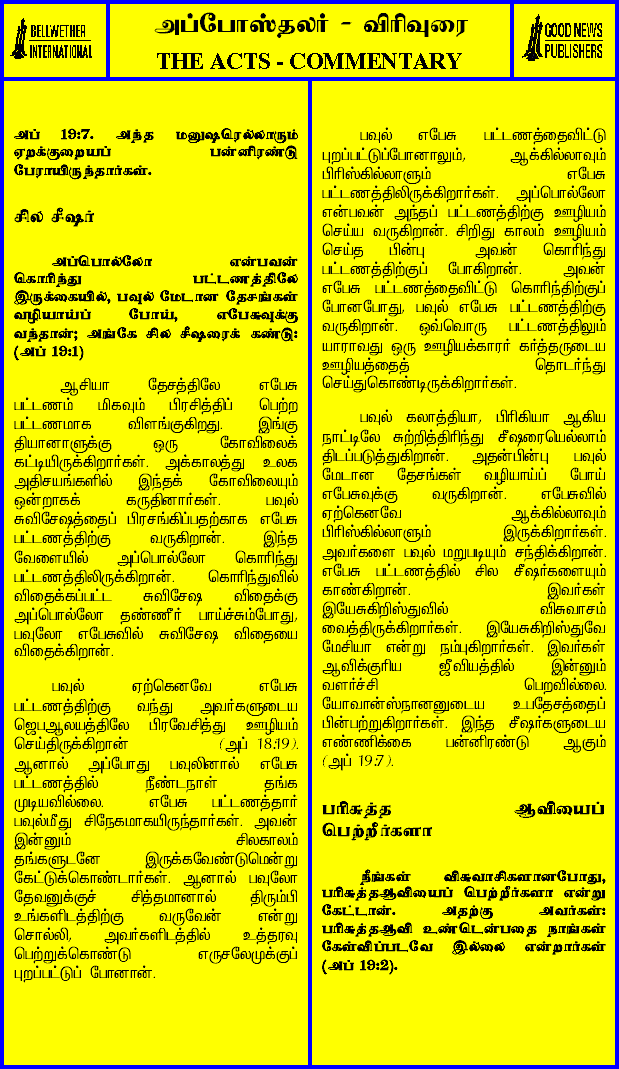 BELLWETHER
INTERNATIONAL
அப்போஸ்தலர் - விரிவுரை
THE ACTS - COMMENTARY
GOOD NEWS
PUBLISHERS
அப் 19:7. அந்த மனுஷரெல்லாரும்
ஏறக்குறையப் பன்னிரண்டு
பேராயிருந்தார்கள்.
சில சீஷர்
அப்பொல்லோ என்பவன்
கொரிந்து பட்டணத்திலே
இருக்கையில், பவுல் மேடான தேசங்கள்
வழியாய்ப் போய், எபேசுவுக்கு
வந்தான்; அங்கே சில சீஷரைக் கண்டு:
(அப் 19:1)
ஆசியா தேசத்திலே எபேசு
பட்டணம் மிகவும் பிரசித்திப் பெற்ற
பட்டணமாக விளங்குகிறது. இங்கு
தியானாளுக்கு ஒரு கோவிலைக்
கட்டியிருக்கிறார்கள். அக்காலத்து உலக
அதிசயங்களில் இந்தக் கோவிலையும்
ஒன்றாகக் கருதினார்கள். பவுல்
சுவிசேஷத்தைப் பிரசங்கிப்பதற்காக எபேசு
பட்டணத்திற்கு வருகிறான். இந்த
வேளையில் அப்பொல்லோ கொரிந்து
பட்டணத்திலிருக்கிறான். கொரிந்துவில்
விதைக்கப்பட்ட சுவிசேஷ விதைக்கு
அப்பொல்லோ தண்ணீர் பாய்ச்சும்போது,
பவுலோ எபேசுவில் சுவிசேஷ விதையை
விதைக்கிறான்.
பவுல் ஏற்கெனவே எபேசு
பட்டணத்திற்கு வந்து அவர்களுடைய
ஜெபஆலயத்திலே பிரவேசித்து ஊழியம்
செய்திருக்கிறான் (அப் 18:19).
ஆனால் அப்போது பவுலினால் எபேசு
பட்டணத்தில் நீண்டநாள் தங்க
முடியவில்லை. எபேசு பட்டணத்தார்
பவுல்மீது சிநேகமாகயிருந்தார்கள். அவன்
இன்னும் சிலகாலம்
தங்களுடனே இருக்கவேண்டுமென்று
கேட்டுக்கொண்டார்கள். ஆனால் பவுலோ
தேவனுக்குச் சித்தமானால் திரும்பி
உங்களிடத்திற்கு வருவேன் என்று
சொல்லி, அவர்களிடத்தில் உத்தரவு
பெற்றுக்கொண்டு எருசலேமுக்குப்
புறப்பட்டுப் போனான்.
பவுல் எபேசு பட்டணத்தைவிட்டு
புறப்பட்டுப்போனாலும், ஆக்கில்லாவும்
பிரிஸ்கில்லாளும் எபேசு
பட்டணத்திலிருக்கிறார்கள். அப்பொல்லோ
என்பவன் அந்தப் பட்டணத்திற்கு ஊழியம்
செய்ய வருகிறான். சிறிது காலம் ஊழியம்
செய்த பின்பு அவன் கொரிந்து
பட்டணத்திற்குப் போகிறான். அவன்
எபேசு பட்டணத்தைவிட்டு கொரிந்திற்குப்
போனபோது, பவுல் எபேசு பட்டணத்திற்கு
வருகிறான். ஒவ்வொரு பட்டணத்திலும்
யாராவது ஒரு ஊழியக்காரர் கர்த்தருடைய
ஊழியத்தைத் தொடர்ந்து
செய்துகொண்டிருக்கிறார்கள்.
பவுல் கலாத்தியா, பிரிகியா ஆகிய
நாட்டிலே சுற்றித்திரிந்து சீஷரையெல்லாம்
திடப்படுத்துகிறான். அதன்பின்பு பவுல்
மேடான தேசங்கள் வழியாய்ப் போய்
எபேசுவுக்கு வருகிறான். எபேசுவில்
ஏற்கெனவே ஆக்கில்லாவும்
பிரிஸ்கில்லாளும் இருக்கிறார்கள்.
அவர்களை பவுல் மறுபடியும் சந்திக்கிறான்.
எபேசு பட்டணத்தில் சில சீஷர்களையும்
காண்கிறான். இவர்கள்
இயேசுகிறிஸ்துவில் விசுவாசம்
வைத்திருக்கிறார்கள். இயேசுகிறிஸ்துவே
மேசியா என்று நம்புகிறார்கள். இவர்கள்
ஆவிக்குரிய ஜீவியத்தில் இன்னும்
வளர்ச்சி பெறவில்லை.
யோவான்ஸ்நானனுடைய உபதேசத்தைப்
பின்பற்றுகிறார்கள். இந்த சீஷர்களுடைய
எண்ணிக்கை பன்னிரண்டு ஆகும்
(அப் 19:7).
பரிசுத்த ஆவியைப்
பெற்றீர்களா
நீங்கள் விசுவாசிகளானபோது,
பரிசுத்தஆவியைப் பெற்றீர்களா என்று
கேட்டான். அதற்கு அவர்கள்:
பரிசுத்தஆவி உண்டென்பதை நாங்கள்
கேள்விப்படவே இல்லை என்றார்கள்
(அப் 19:2).